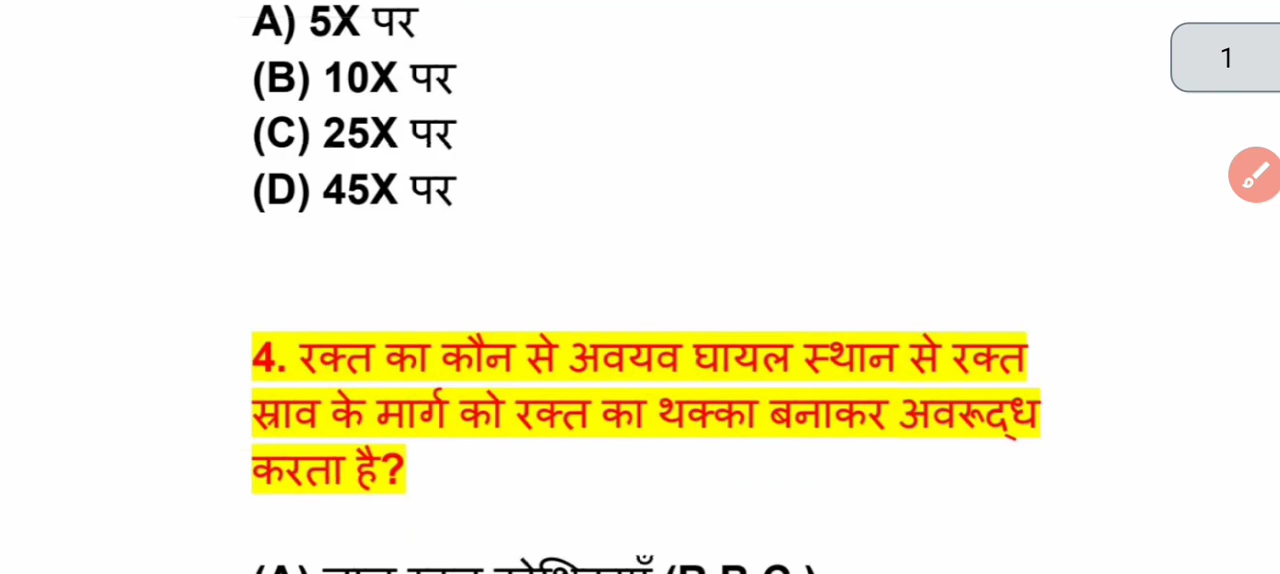 A) 5X पर
1
(B) 10X पर
(C) 25X पर
(D) 45X पर
4. रक्त का कौन से अवयव घायल स्थान से रक्त
स्राव के मार्ग को रक्त का थक्का बनाकर अवरूद्ध
करता है?